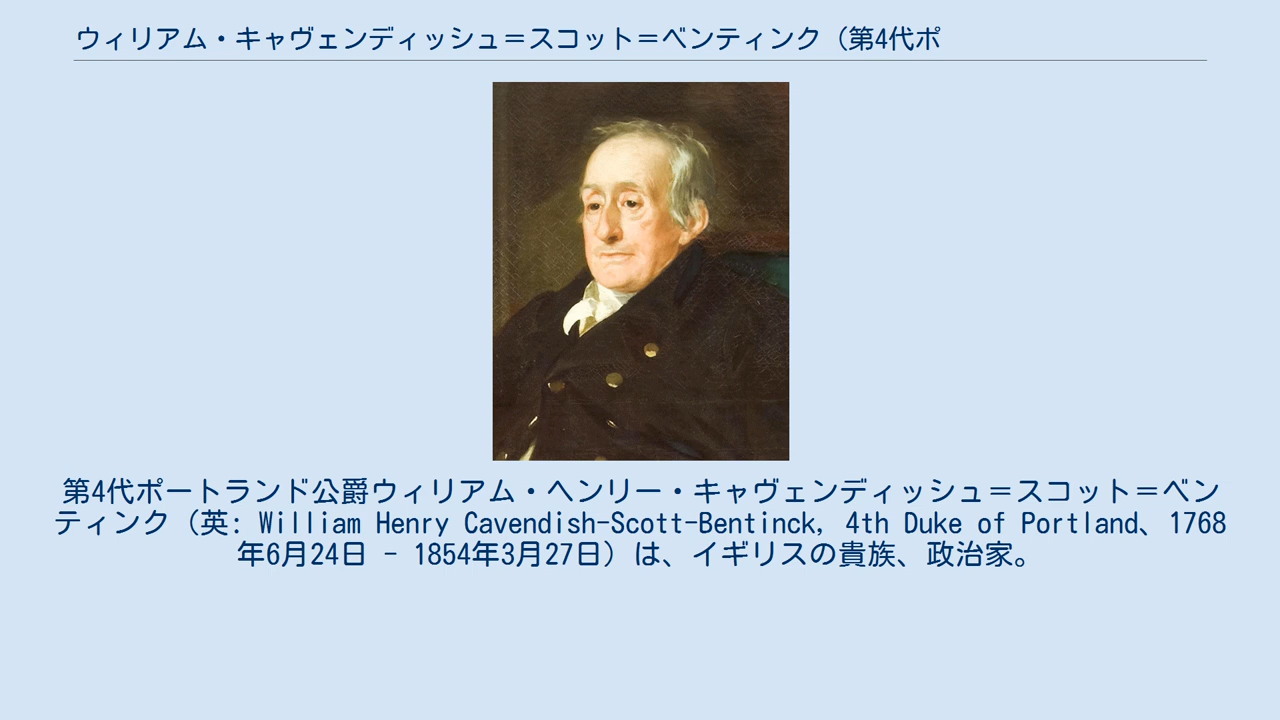 ウィリアム・キャヴェンディッシュ＝スコット＝ベンティンク（第4代ポ
第4代ポートランド公爵ウィリアム・ヘンリー・キャヴェンディッシュ＝スコット＝ベン
ティンク（英: William Henry Cavendish-Scott-Bentinck, 4th Duke of Portland、1768
年6月24日 - 1854年3月27日）は、イギリスの貴族、政治家。